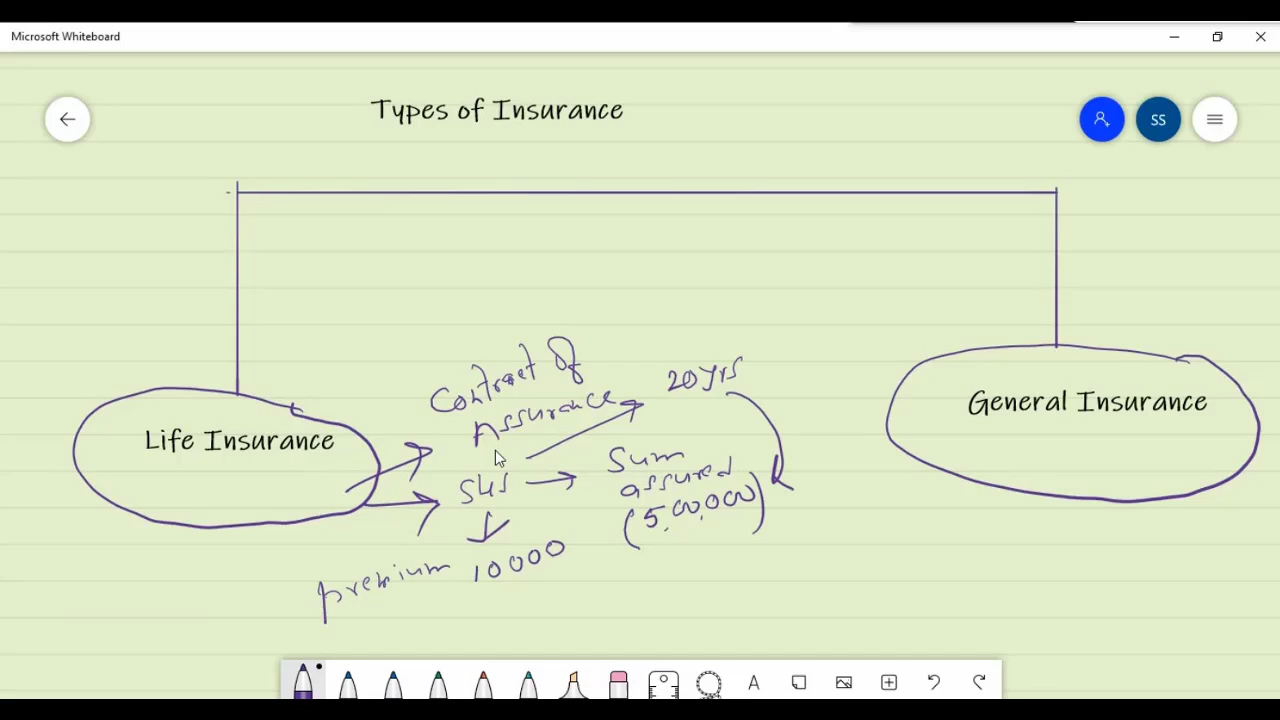 Microsoft Whiteboard
Types of Insurance
SS
Contract Of
Assurance
20 yrs
General Insurance
Life Insurance
Sum
assured
(5,00,000)
premium 10000
A